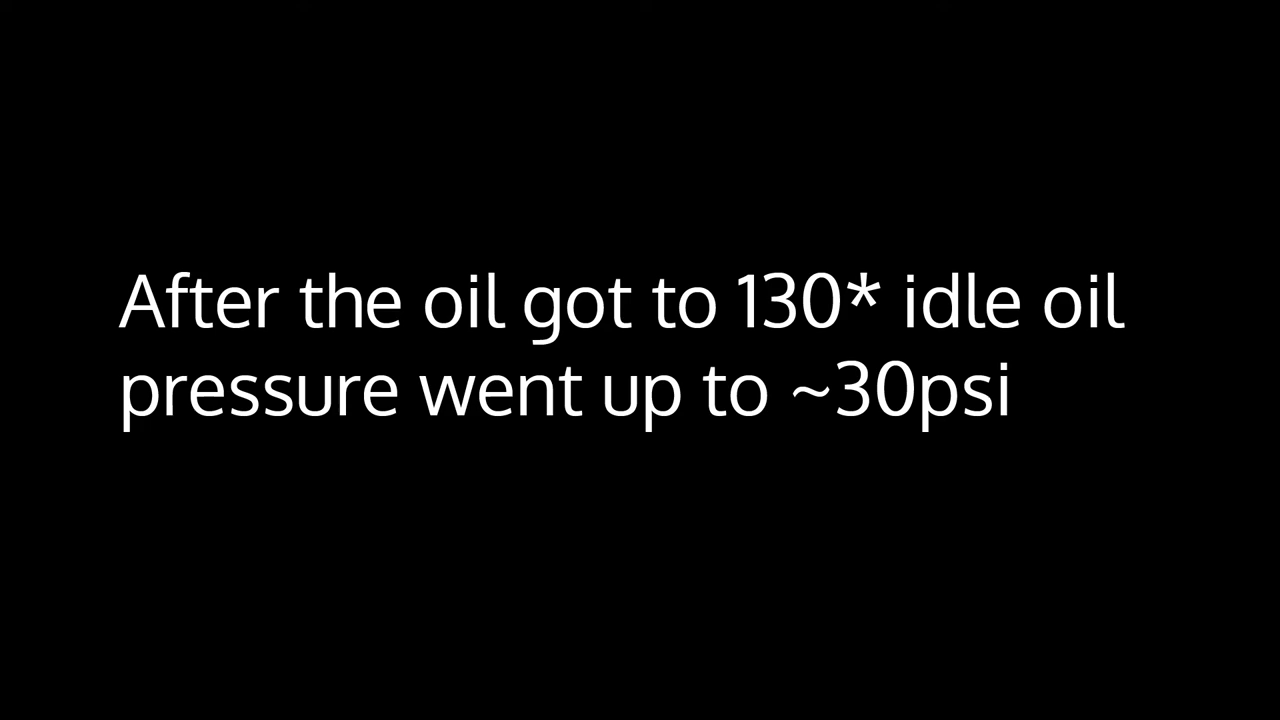 After the oil got to 130* idle oil
pressure went up to ~30psi